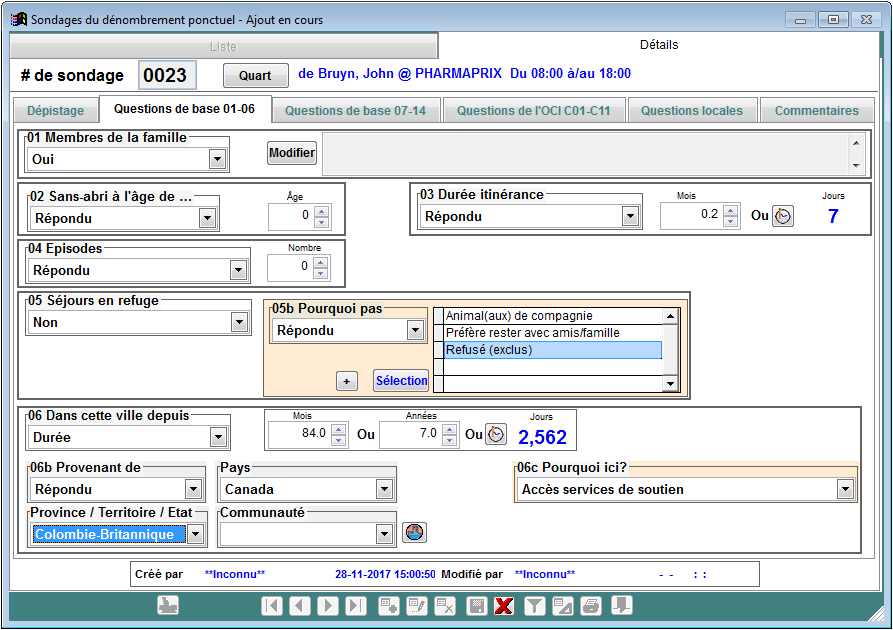 Sondages du dénombrement ponctuel - Ajout en cours
Liste
Détails
# de sondage 0023 Quart de Bruyn, John @ PHARMAPRIX Du 08:00 à/au 18:00
Dépistage Questions de base 01-06 Questions de base 07-14 Questions de l'OCI C01-C11 Questions locales Commentaires
01 Membres de la famille
Oui
Modifier
02 Sans-abri à l'âge de ...
Répondu
Âge
0
03 Durée itinérance
Répondu
Mois
0.2
Ou
Jours
7
04 Episodes
Répondu
Nombre
0
05 Séjours en refuge
Non
05b Pourquoi pas
Répondu
+
Sélection
Animal(aux) de compagnie
Préfère rester avec amis/famille
Refusé (exclus)
06 Dans cette ville depuis
Durée
Mois
84.0
Ou
Années
7.0
Ou
Jours
2,562
06b Provenant de
Répondu
Pays
Canada
06c Pourquoi ici?
Accès services de soutien
Province / Territoire / Etat
Colombie-Britannique
Communauté
Créé par **Inconnu** 28-11-2017 15:00:50 Modifié par **Inconnu** - - : :